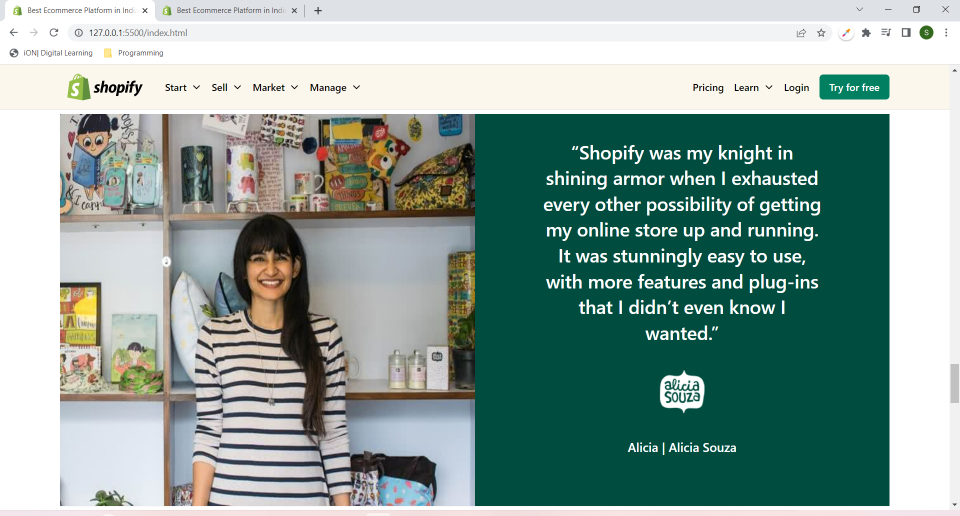 Best Ecommerce Platform in Indi
Best Ecommerce Platform in Indi
127.0.0.1:5500/index.html
S
iON| Digital Learning
Programming
shopify
Start
Sell
Market
Manage
Pricing
Learn
Login
Try for free
“Shopify was my knight in
shining armor when I exhausted
every other possibility of getting
my online store up and running.
It was stunningly easy to use,
with more features and plug-ins
that I didn’t even know I
wanted.”
alicia
souza
Alicia | Alicia Souza